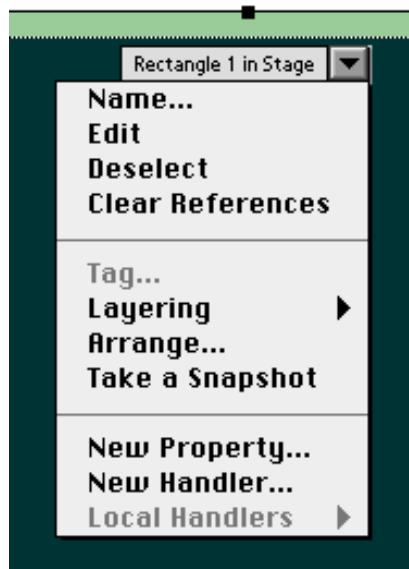 Rectangle 1 in Stage
Name...
Edit
Deselect
Clear References
Tag...
Layering
Arrange...
Take a Snapshot
New Property...
New Handler...
Local Handlers